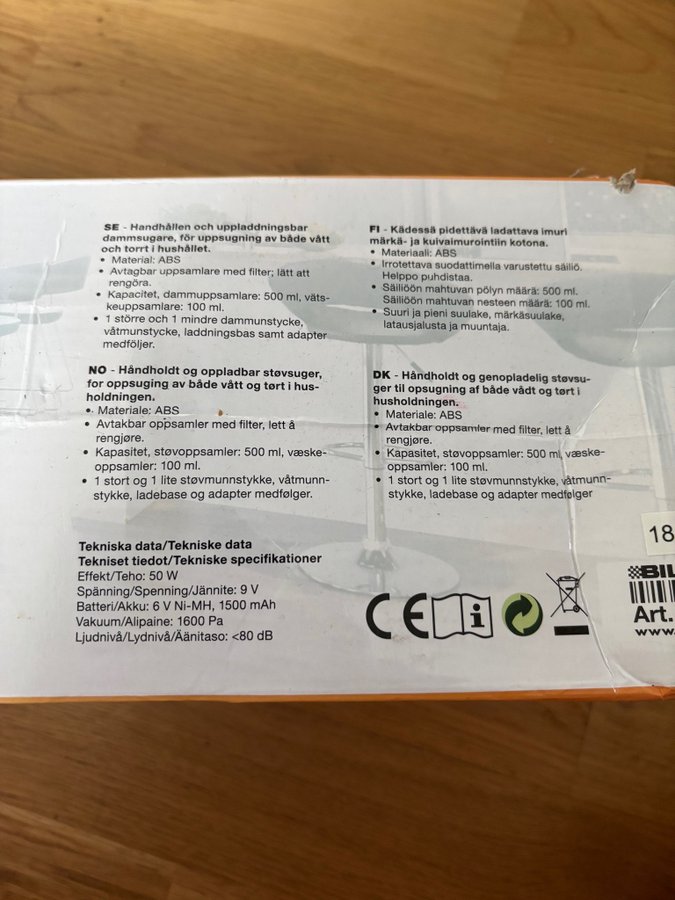 SE - Handhållen och uppladdningsbar
dammsugare, för uppsugning av både vått
och torrt i hushållet.
• Material: ABS
• Avtagbar uppsamlare med filter; lätt att
rengöra.
• Kapacitet, dammuppsamlare: 500 ml, väts-
keuppsamlare: 100 ml.
• 1 större och 1 mindre dammunstycke,
våtmunstycke, laddningsbas samt adapter
medföljer.
FI - Kädessä pidettävä ladattava imuri
märkä- ja kuivaimurointiin kotona.
• Materiaali: ABS
• Irrotettava suodattimella varustettu säiliö.
Helppo puhdistaa.
• Säiliöön mahtuvan pölyn määrä: 500 ml.
Säiliöön mahtuvan nesteen määrä: 100 ml.
• Suuri ja pieni suulake, märkäsuulake,
latausjalusta ja muuntaja.
NO - Håndholdt og oppladbar støvsuger,
for oppsuging av både vått og tørt i hus-
holdningen.
• Materiale: ABS
• Avtakbar oppsamler med filter, lett å
rengjøre.
• Kapasitet, støvoppsamler: 500 ml, væske-
oppsamler: 100 ml.
• 1 stort og 1 lite støvmunnstykke, våtmunn-
stykke, ladebase og adapter medfølger.
DK - Håndholdt og genopladelig støvsu-
ger til opsugning af både vådt og tørt i
husholdningen.
• Materiale: ABS
• Avtakbar oppsamler med filter, lett å
rengjøre.
• Kapasitet, støvoppsamler: 500 ml, væske-
oppsamler: 100 ml.
• 1 stort og 1 lite støvmunnstykke, våtmunn-
stykke, ladebase og adapter medfølger
Tekniska data/Tekniske data
Tekniset tiedot/Tekniske specifikationer
Effekt/Teho: 50 W
Spänning/Spenning/Jännite: 9 V
Batteri/Akku: 6 V Ni-MH, 1500 mAh
Vakuum/Alipaine: 1600 Pa
Ljudnivå/Lydnivå/Äänitaso: <80 dB
CE
i
18
BIL
Art.
www.